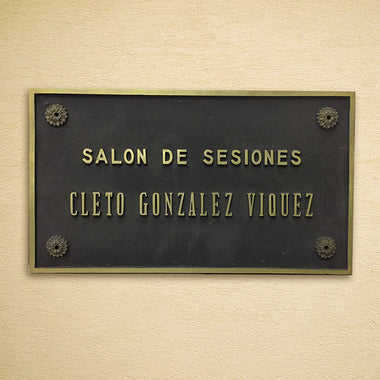 SALON DE SESIONES
CLETO GONZALEZ VIQUEZ